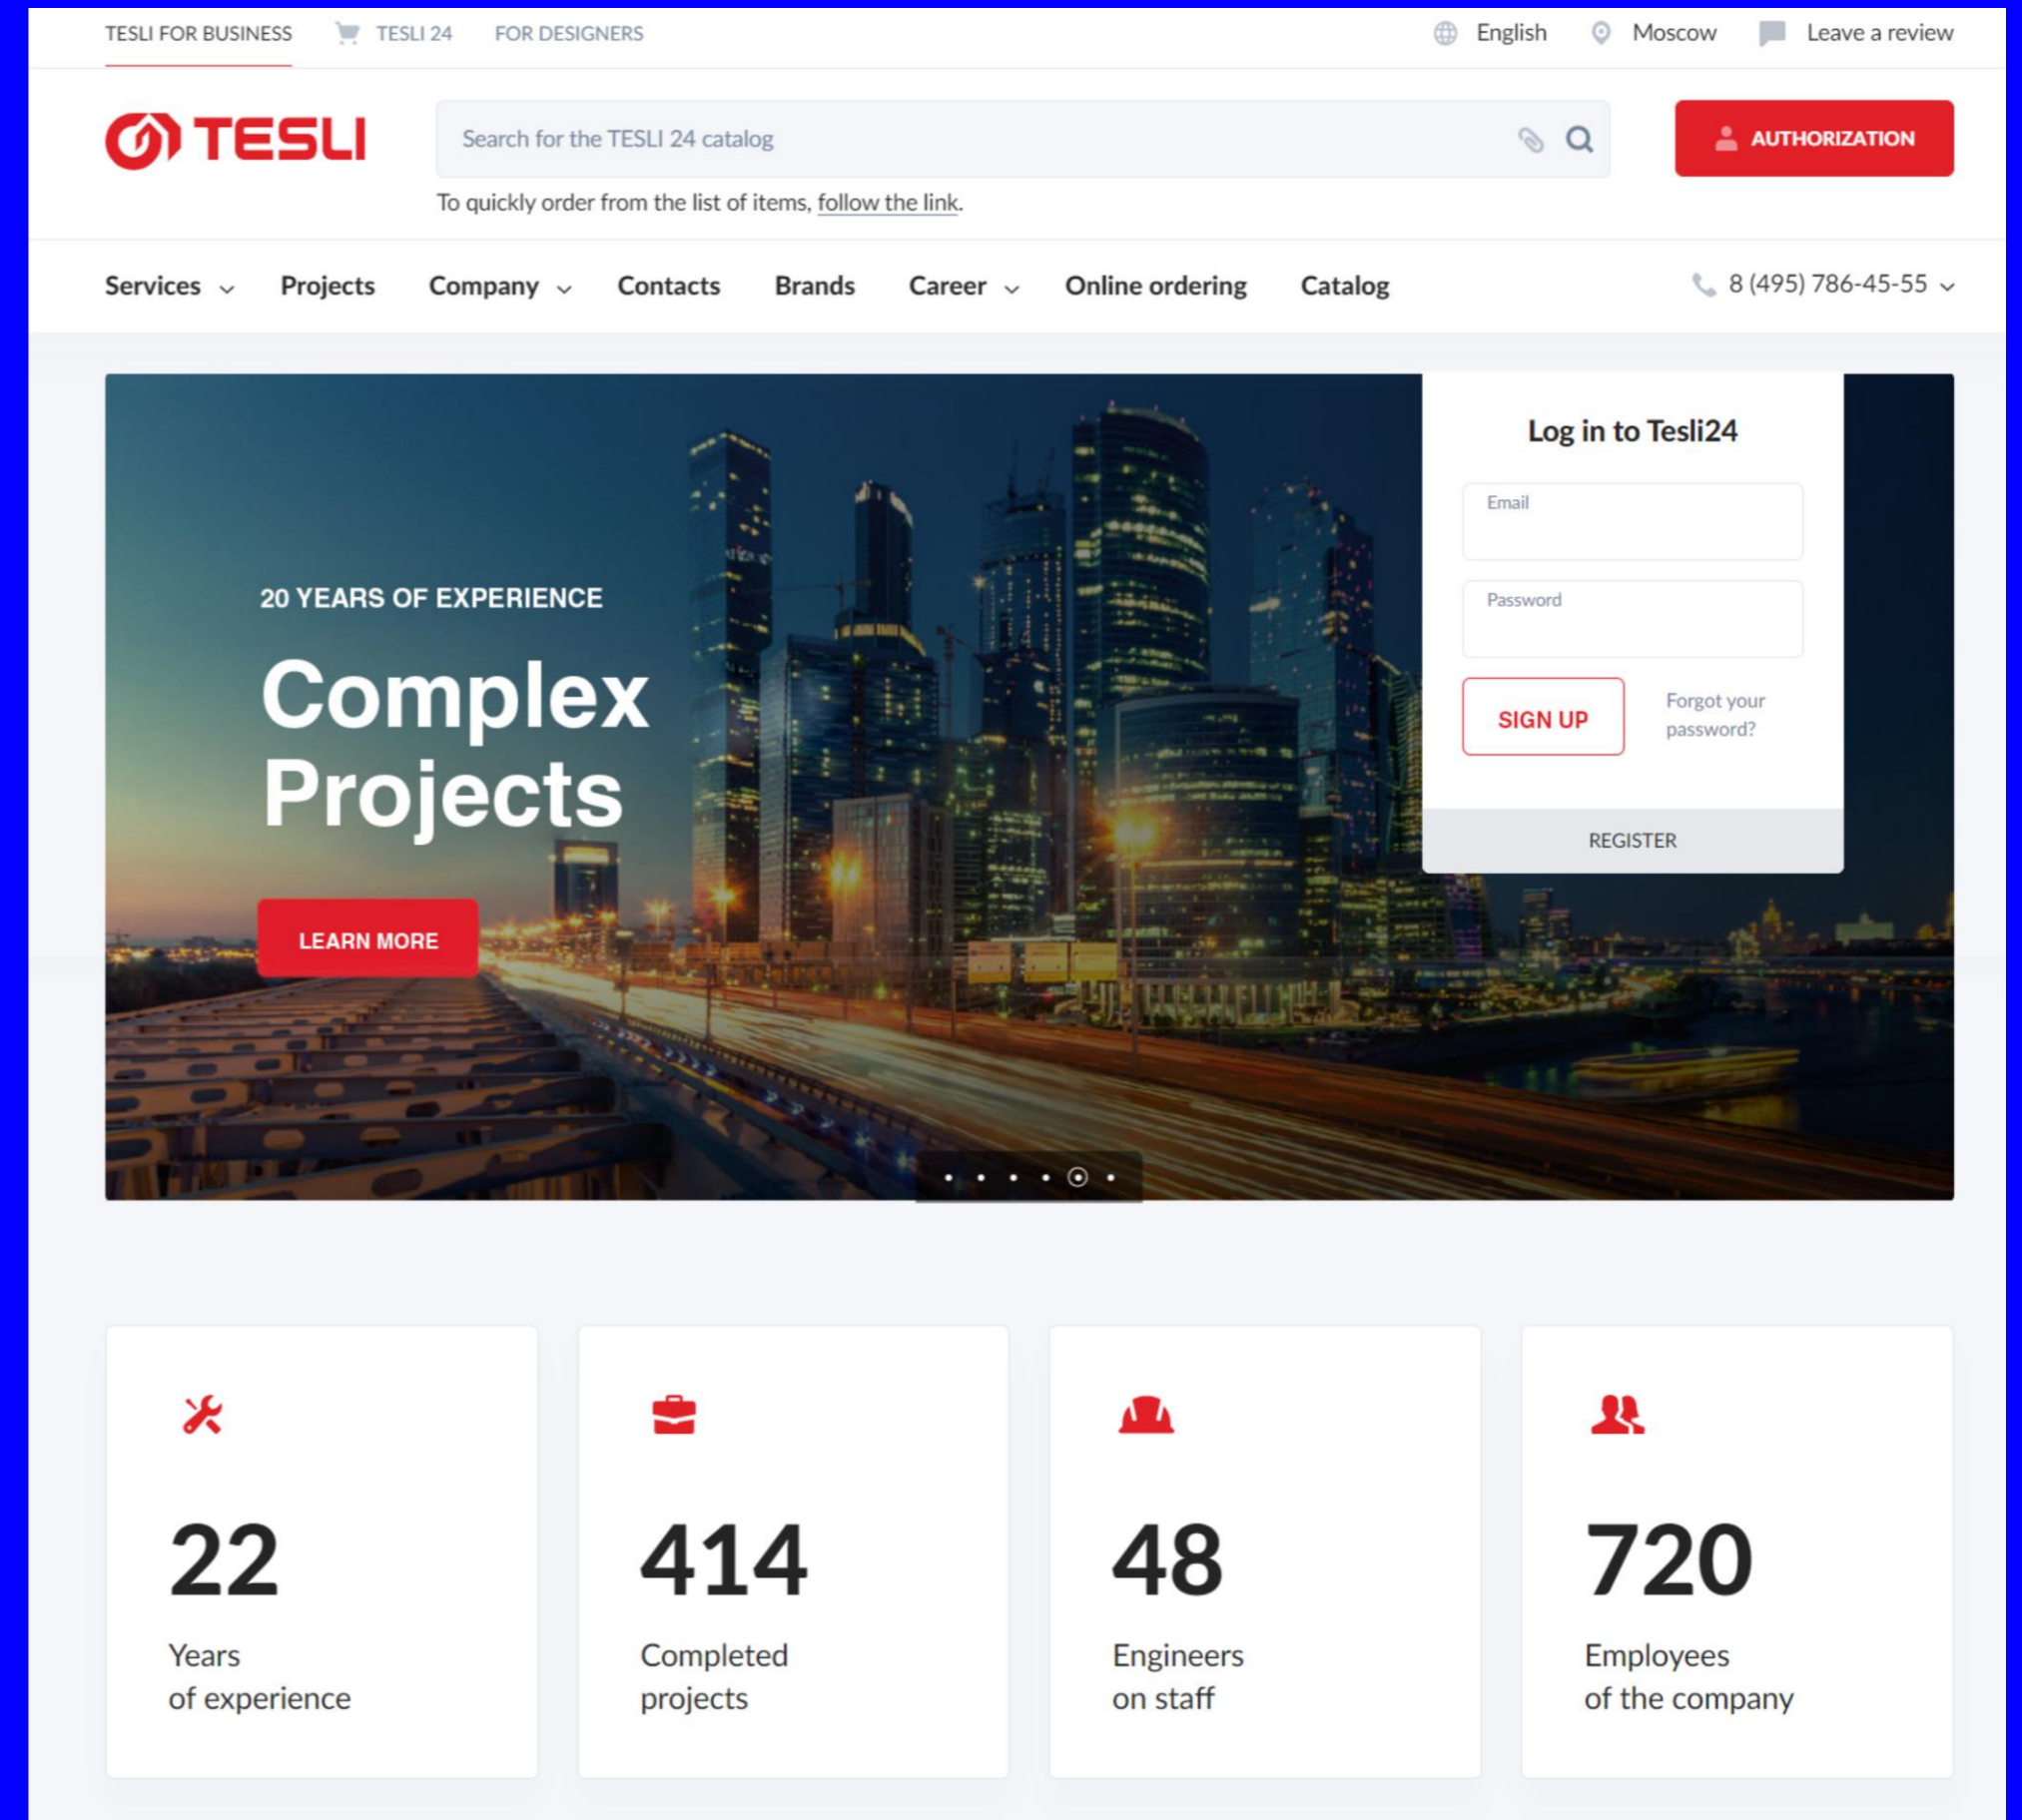 TESLI FOR BUSINESS TESLI 24 FOR DESIGNERS English Moscow Leave a review
TESLI
Search for the TESLI 24 catalog
AUTHORIZATION
To quickly order from the list of items, follow the link.
Services Projects Company Contacts Brands Career Online ordering Catalog 8 (495) 786-45-55
20 YEARS OF EXPERIENCE
Complex
Projects
LEARN MORE
Log in to Tesli24
Email
Password
SIGN UP
Forgot your
password?
REGISTER
22
Years
of experience
414
Completed
projects
48
Engineers
on staff
720
Employees
of the company